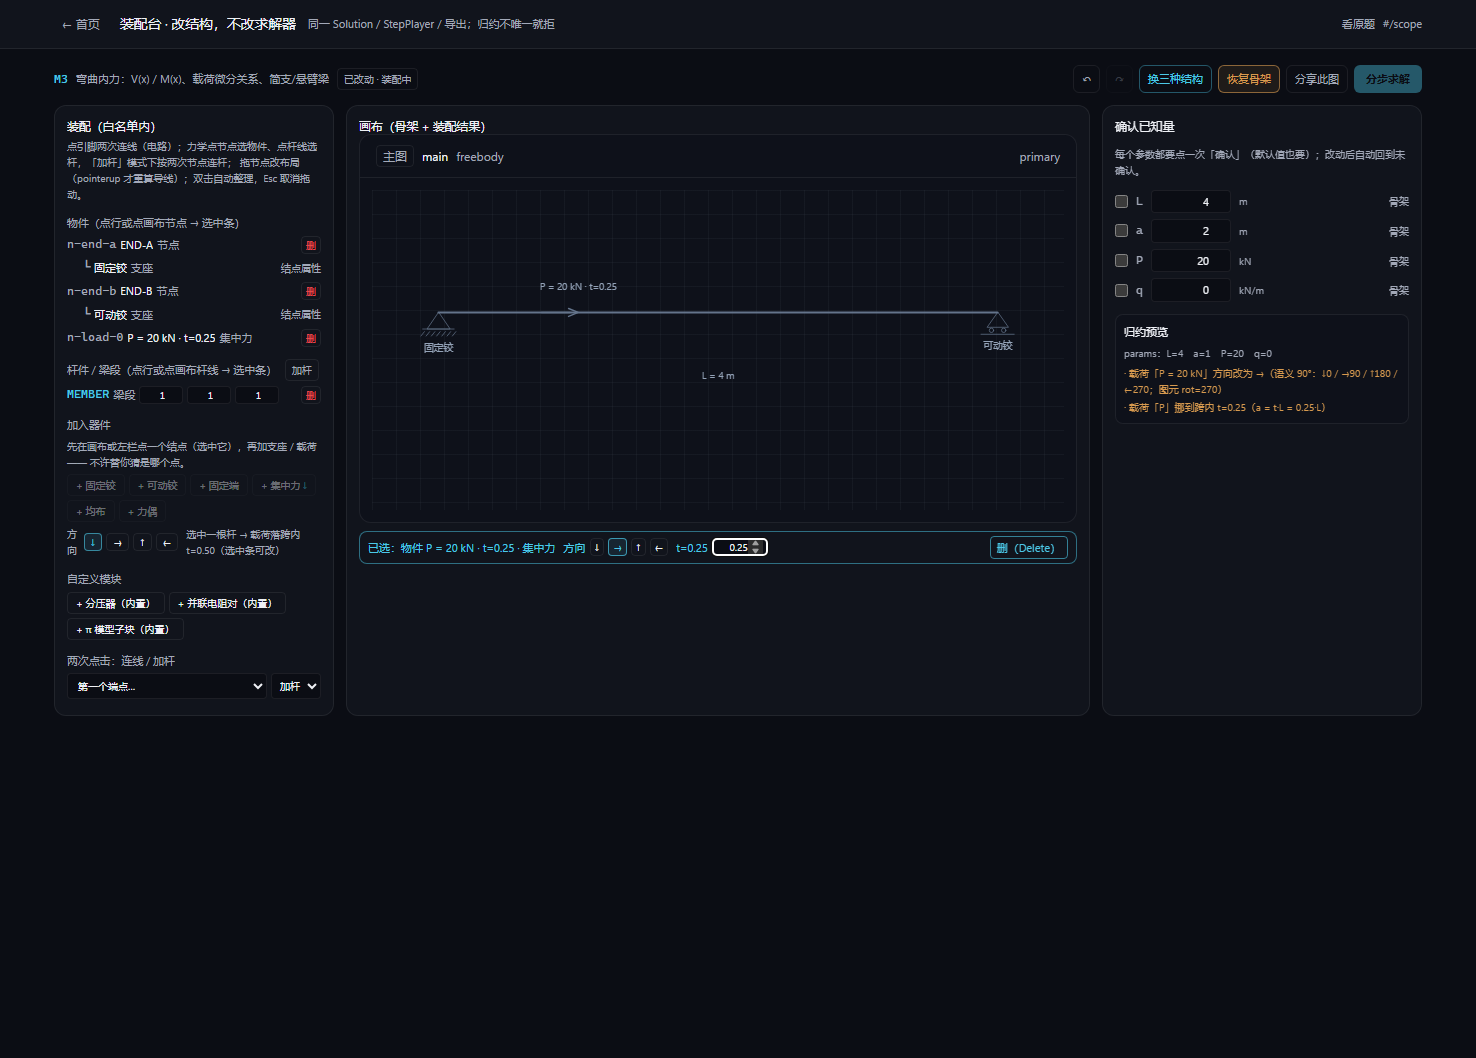 ← 首页 装配台 · 改结构，不改求解器 同一 Solution / StepPlayer / 导出；归约不唯一就拒 看原题 #/scope
M3 弯曲内力：V(x) / M(x)、载荷微分关系、简支/悬臂梁 已改动 · 装配中 ↶ ↷ 换三种结构 恢复骨架 分享此图 分步求解
装配（白名单内）
点引脚两次连线（电路）；力学点节点选物件、点杆线选
杆，「加杆」模式下按两次节点连杆； 拖节点改布局
（pointerup 才重算导线）；双击自动整理，Esc 取消拖
动。
物件（点行或点画布节点 → 选中条）
n-end-a END-A 节点 删
└ 固定铰 支座 结点属性
n-end-b END-B 节点 删
└ 可动铰 支座 结点属性
n-load-0 P = 20 kN · t=0.25 集中力 删
杆件 / 梁段（点行或点画布杆线 → 选中条） 加杆
MEMBER 梁段 1 1 1 删
加入器件
先在画布或左栏点一个结点（选中它），再加支座 / 载荷
—— 不许替你猜是哪个点。
+ 固定铰 + 可动铰 + 固定端 + 集中力↓
+ 均布 + 力偶
方向 ↓ → ↑ ← 选中一根杆 → 载荷落跨内
t=0.50（选中条可改）
自定义模块
+ 分压器（内置） + 并联电阻对（内置）
+ π 模型子块（内置）
两次点击：连线 / 加杆
第一个端点... 加杆
画布（骨架 + 装配结果）
主图 main freebody primary
P = 20 kN · t=0.25
固定铰 可动铰
L = 4 m
已选：物件 P = 20 kN · t=0.25 · 集中力 方向 ↓ → ↑ ← t=0.25 0.25 删（Delete）
确认已知量
每个参数都要点一次「确认」（默认值也要）；改动后自动回到未
确认。
L 4 m 骨架
a 2 m 骨架
P 20 kN 骨架
q 0 kN/m 骨架
归约预览
params：L=4 a=1 P=20 q=0
· 载荷「P = 20 kN」方向改为 →（语义 90°：↓0 / →90 / ↑180 /
←270；图元 rot=270）
· 载荷「P」挪到跨内 t=0.25（a = t·L = 0.25·L）